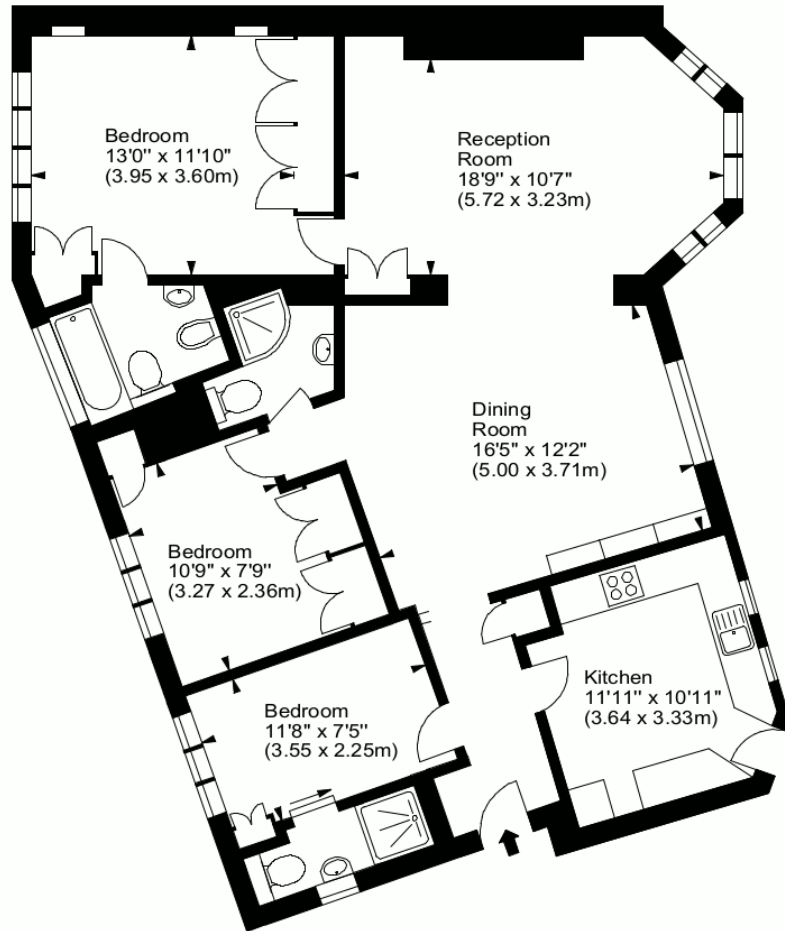 Bedroom
13'0" x 11'10"
(3.95 x 3.60m)
Reception
Room
18'9" x 10'7"
(5.72 x 3.23m)
Dining
Room
16'5" x 12'2"
(5.00 x 3.71m)
Bedroom
10'9" x 7'9"
(3.27 x 2.36m)
Bedroom
11'8" x 7'5"
(3.55 x 2.25m)
Kitchen
11'11" x 10'11"
(3.64 x 3.33m)